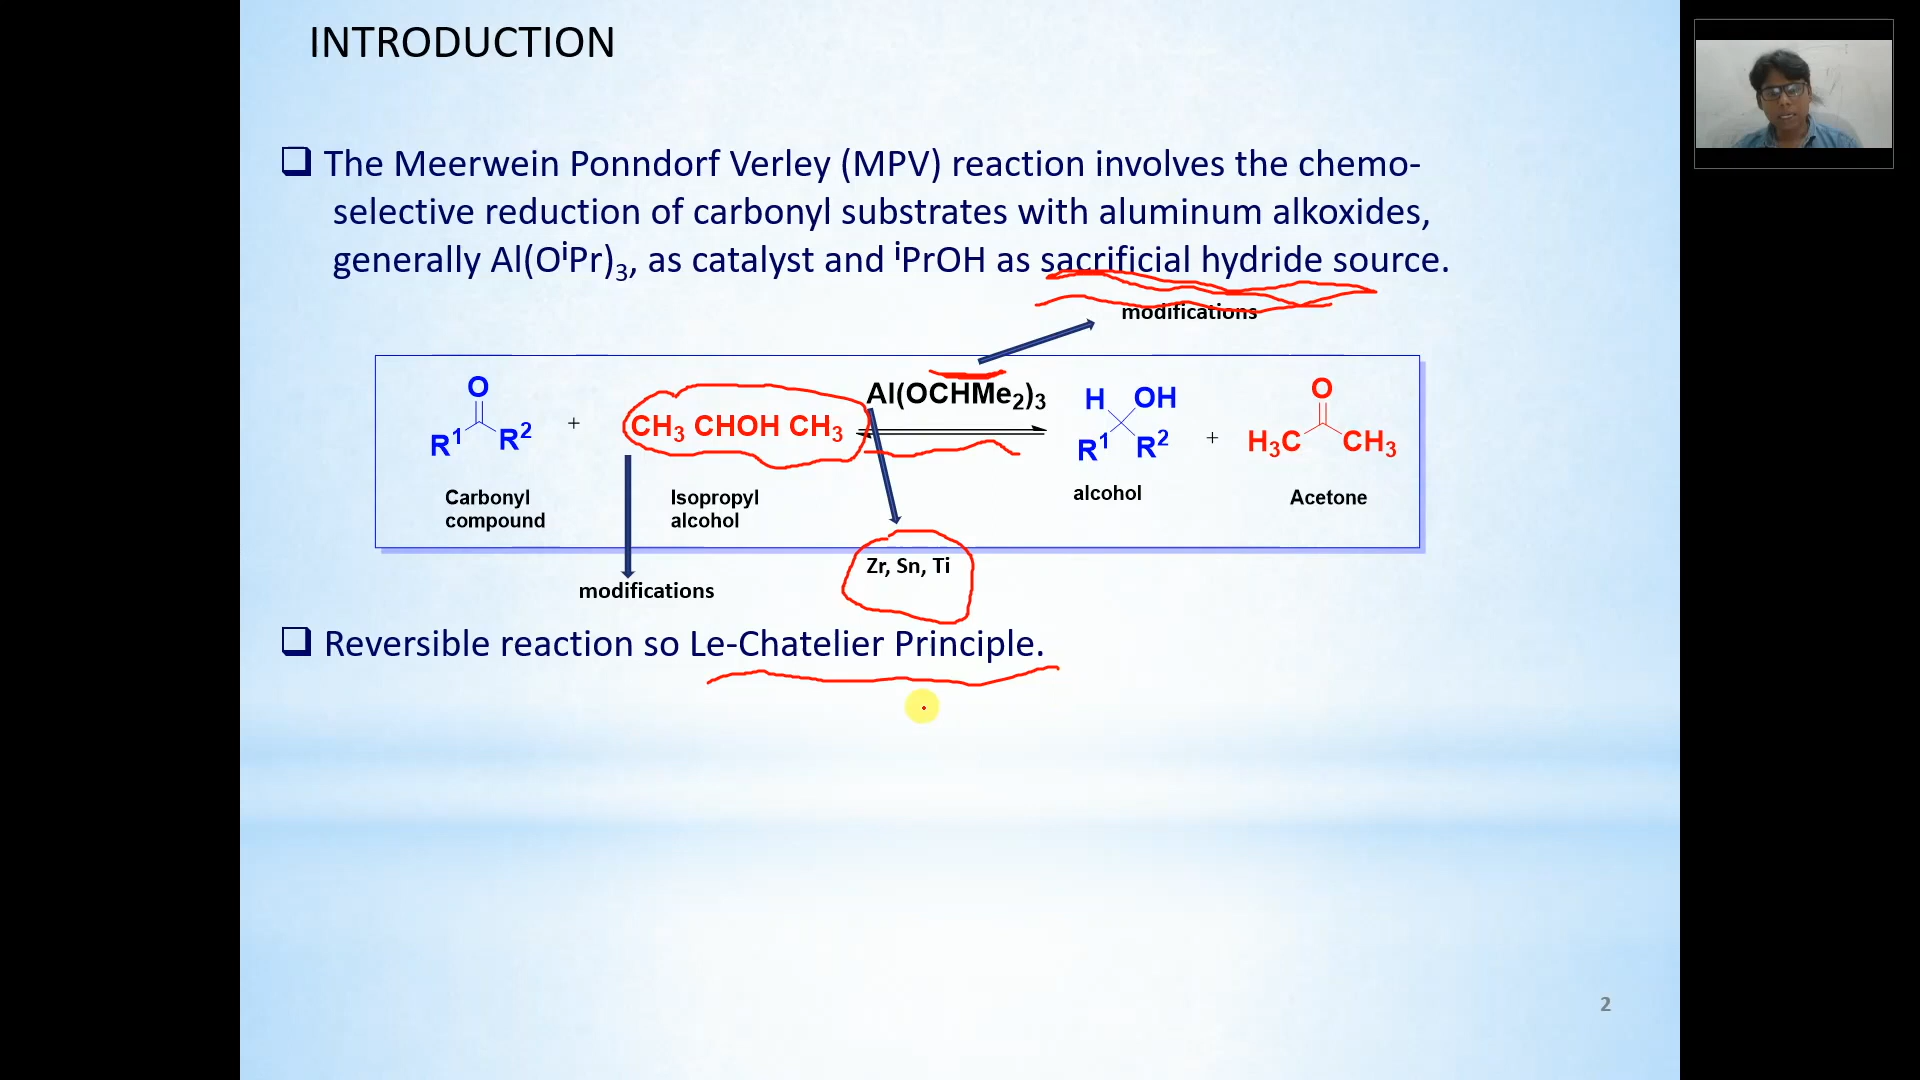 INTRODUCTION
❑ The Meerwein Ponndorf Verley (MPV) reaction involves the chemo-
selective reduction of carbonyl substrates with aluminum alkoxides,
generally Al(OⁱPr)₃, as catalyst and ⁱPrOH as sacrificial hydride source.
modifications
O
R¹ R²
+
CH₃ CHOH CH₃
Al(OCHMe₂)₃
H OH
R¹ R²
+
O
H₃C CH₃
Carbonyl
compound
Isopropyl
alcohol
alcohol
Acetone
Zr, Sn, Ti
modifications
❑ Reversible reaction so Le-Chatelier Principle.
2